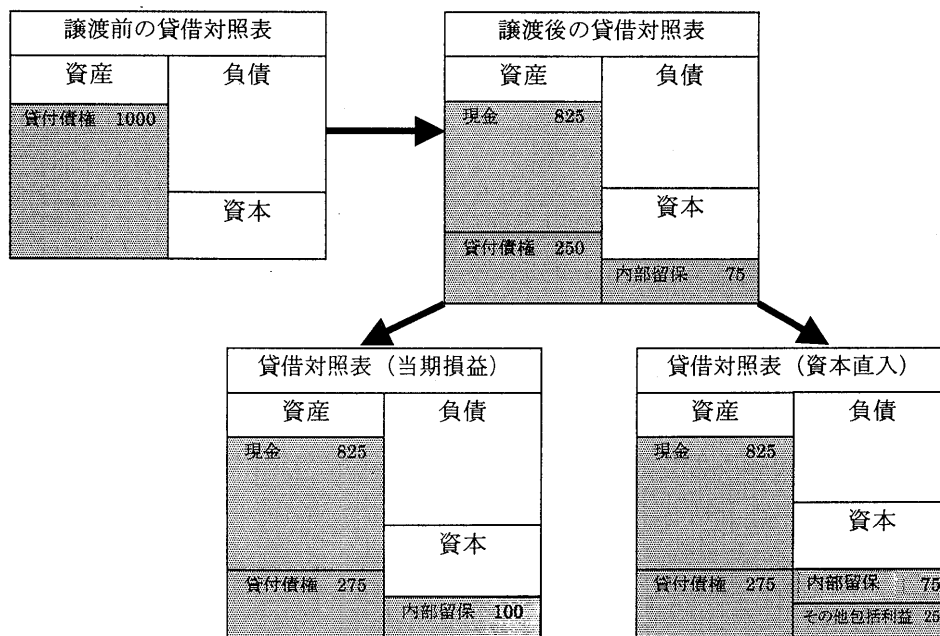 譲渡前の貸借対照表
資産 負債
貸付債権 1000
資本
譲渡後の貸借対照表
資産 負債
現金 825
資本
貸付債権 250
内部留保 75
貸借対照表（当期損益）
資産 負債
現金 825
資本
貸付債権 275
内部留保 100
貸借対照表（資本直入）
資産 負債
現金 825
資本
貸付債権 275 内部留保 75
その他包括利益 25